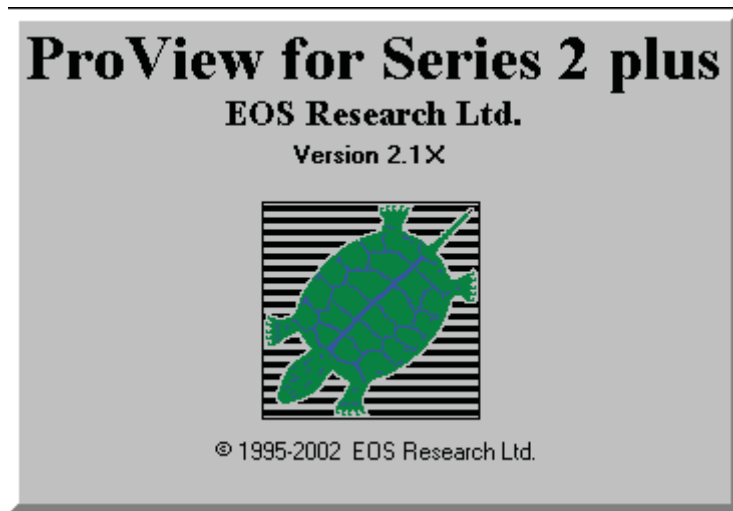 ProView for Series 2 plus
EOS Research Ltd.
Version 2.1X
© 1995-2002 EOS Research Ltd.